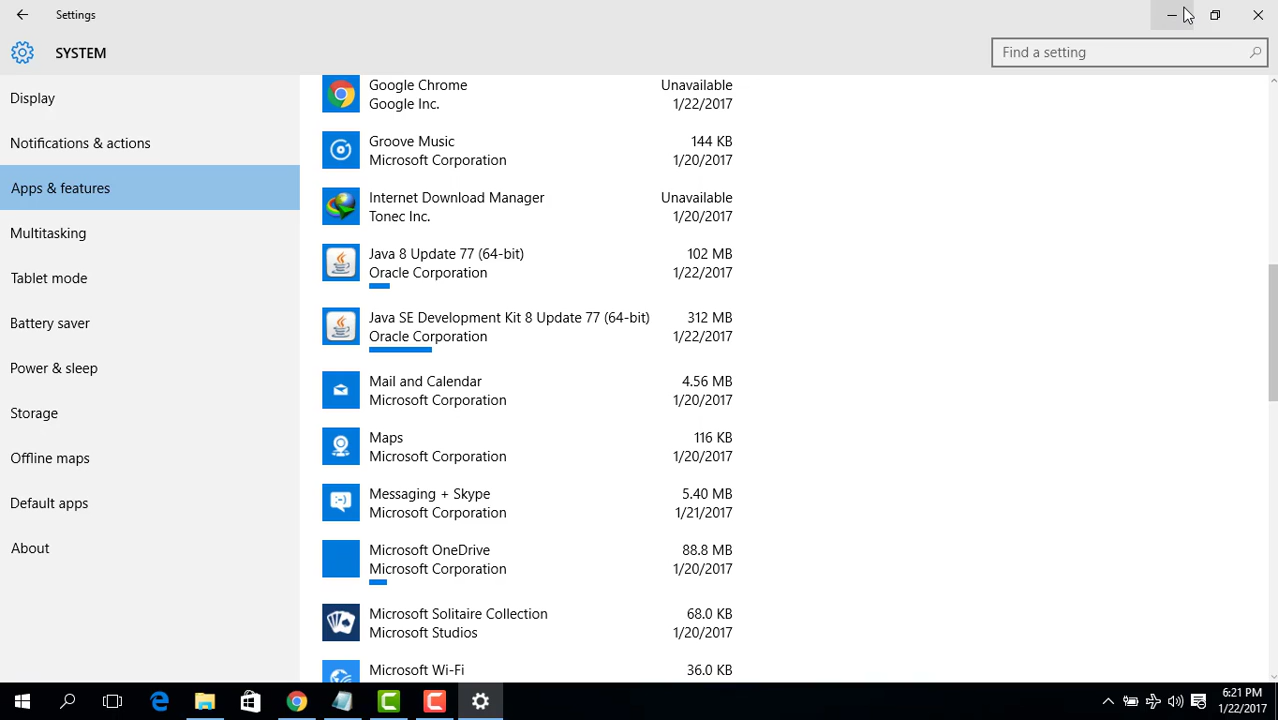 Settings
SYSTEM
Find a setting
Display
Notifications & actions
Apps & features
Multitasking
Tablet mode
Battery saver
Power & sleep
Storage
Offline maps
Default apps
About
Google Chrome Unavailable
Google Inc. 1/22/2017
Groove Music 144 KB
Microsoft Corporation 1/20/2017
Internet Download Manager Unavailable
Tonec Inc. 1/20/2017
Java 8 Update 77 (64-bit) 102 MB
Oracle Corporation 1/22/2017
Java SE Development Kit 8 Update 77 (64-bit) 312 MB
Oracle Corporation 1/22/2017
Mail and Calendar 4.56 MB
Microsoft Corporation 1/20/2017
Maps 116 KB
Microsoft Corporation 1/20/2017
Messaging + Skype 5.40 MB
Microsoft Corporation 1/21/2017
Microsoft OneDrive 88.8 MB
Microsoft Corporation 1/20/2017
Microsoft Solitaire Collection 68.0 KB
Microsoft Studios 1/20/2017
Microsoft Wi-Fi 36.0 KB
6:21 PM
1/22/2017